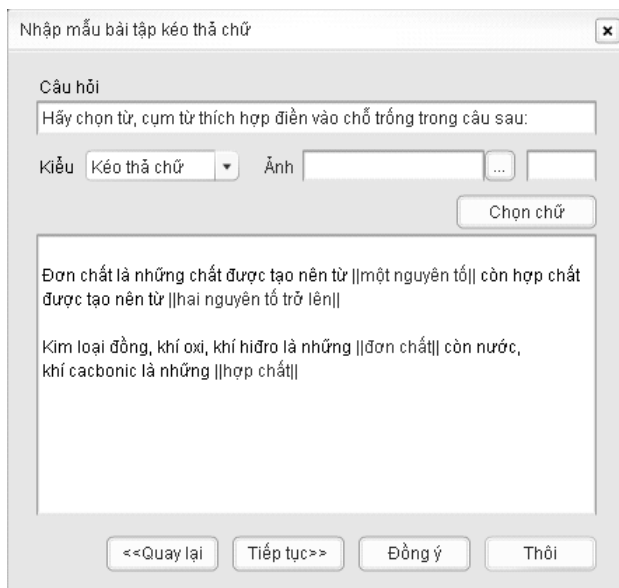 Nhập mẫu bài tập kéo thả chữ
Câu hỏi
Hãy chọn từ, cụm từ thích hợp điền vào chỗ trống trong câu sau:
Kiểu Kéo thả chữ Ảnh ...
Chọn chữ
Đơn chất là những chất được tạo nên từ ||một nguyên tố|| còn hợp chất
được tạo nên từ ||hai nguyên tố trở lên||
Kim loại đồng, khí oxi, khí hiđro là những ||đơn chất|| còn nước,
khí cacbonic là những ||hợp chất||
<<Quay lại Tiếp tục>> Đồng ý Thôi